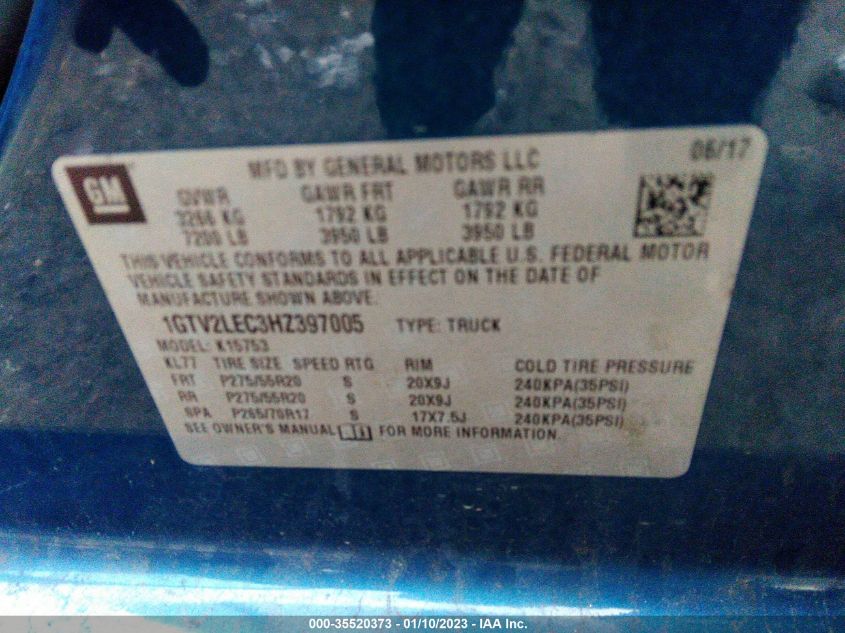 GM
MFD BY GENERAL MOTORS LLC 06/17
GVWR GAWR FRT GAWR RR
3266 KG 1792 KG 1792 KG
7200 LB 3950 LB 3950 LB
THIS VEHICLE CONFORMS TO ALL APPLICABLE U.S. FEDERAL MOTOR
VEHICLE SAFETY STANDARDS IN EFFECT ON THE DATE OF
MANUFACTURE SHOWN ABOVE.
1GTV2LEC3HZ397005 TYPE: TRUCK
MODEL: K15753
KL77 TIRE SIZE SPEED RTG RIM COLD TIRE PRESSURE
FRT P275/55R20 S 20X9J 240KPA(35PSI)
RR P275/55R20 S 20X9J 240KPA(35PSI)
SPA P265/70R17 S 17X7.5J 240KPA(35PSI)
SEE OWNER'S MANUAL FOR MORE INFORMATION.
000-35520373 - 01/10/2023 - IAA Inc.